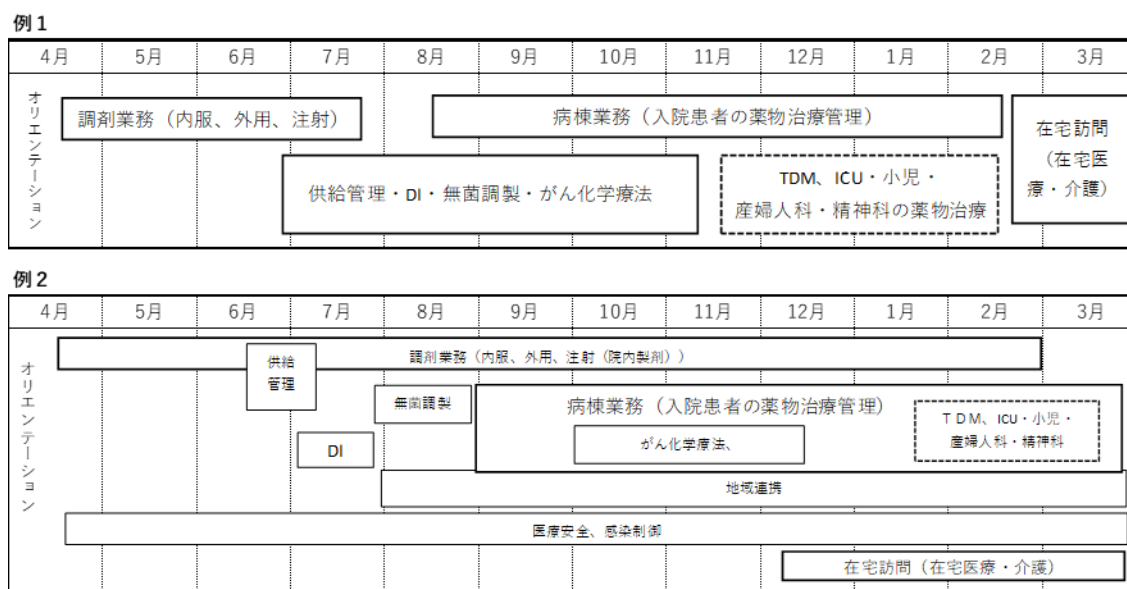 例1
4月 5月 6月 7月 8月 9月 10月 11月 12月 1月 2月 3月
オリエンテーション
調剤業務（内服、外用、注射）
病棟業務（入院患者の薬物治療管理）
在宅訪問
（在宅医
療・介護）
供給管理・DI・無菌調製・がん化学療法
TDM、ICU・小児・
産婦人科・精神科の薬物治療
例2
4月 5月 6月 7月 8月 9月 10月 11月 12月 1月 2月 3月
オリエンテーション
調剤業務（内服、外用、注射（院内製剤））
供給
管理
無菌調製
病棟業務（入院患者の薬物治療管理）
TDM、ICU・小児・
産婦人科・精神科
DI
がん化学療法、
地域連携
医療安全、感染制御
在宅訪問（在宅医療・介護）